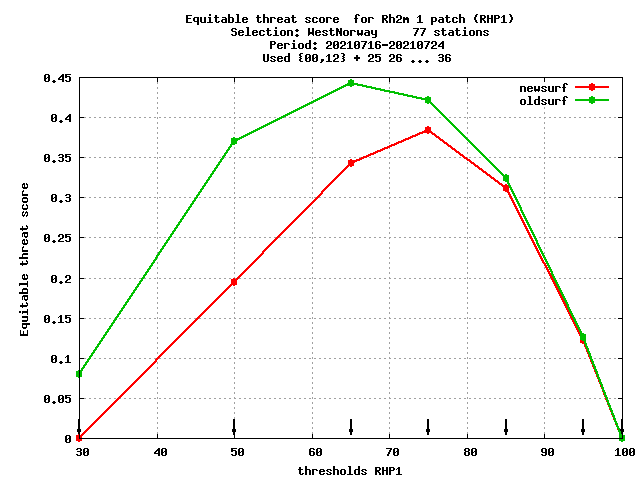 Equitable threat score  for Rh2m 1 patch (RHP1)
Selection: WestNorway     77 stations
Period: 20210716-20210724
Used {00,12} + 25 26 ... 36
newsurf
oldsurf
Equitable threat score
0.45
0.4
0.35
0.3
0.25
0.2
0.15
0.1
0.05
0
30 40 50 60 70 80 90 100
thresholds RHP1